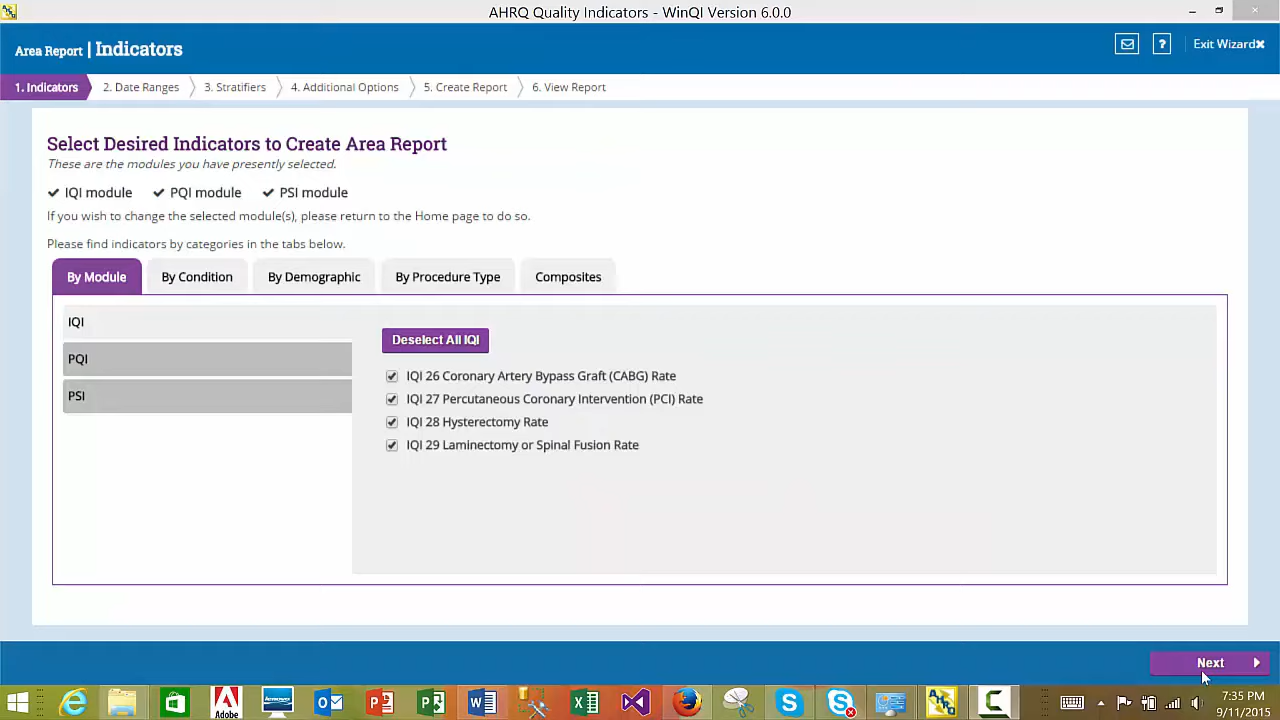 AHRQ Quality Indicators - WinQI Version 6.0.0
Area Report | Indicators
? Exit Wizard
1. Indicators 2. Date Ranges 3. Stratifiers 4. Additional Options 5. Create Report 6. View Report
Select Desired Indicators to Create Area Report
These are the modules you have presently selected.
IQI module PQI module PSI module
If you wish to change the selected module(s), please return to the Home page to do so.
Please find indicators by categories in the tabs below.
By Module By Condition By Demographic By Procedure Type Composites
IQI
PQI
PSI
Deselect All IQI
IQI 26 Coronary Artery Bypass Graft (CABG) Rate
IQI 27 Percutaneous Coronary Intervention (PCI) Rate
IQI 28 Hysterectomy Rate
IQI 29 Laminectomy or Spinal Fusion Rate
Next
Adobe
AHRQ
7:35 PM
9/11/2015